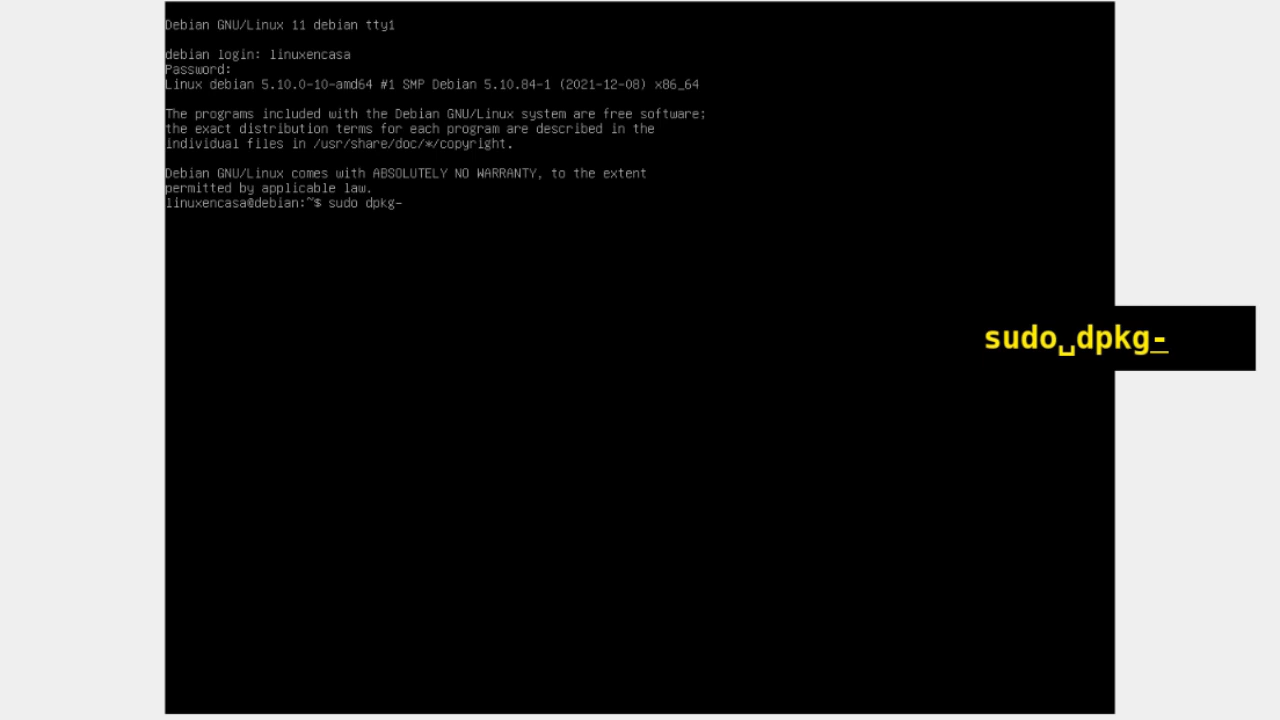 Debian GNU/Linux 11 debian tty1
debian login: linuxencasa
Password:
Linux debian 5.10.0-10-amd64 #1 SMP Debian 5.10.84-1 (2021-12-08) x86_64
The programs included with the Debian GNU/Linux system are free software;
the exact distribution terms for each program are described in the
individual files in /usr/share/doc/*/copyright.
Debian GNU/Linux comes with ABSOLUTELY NO WARRANTY, to the extent
permitted by applicable law.
linuxencasa@debian:~$ sudo dpkg-
sudo␣dpkg-